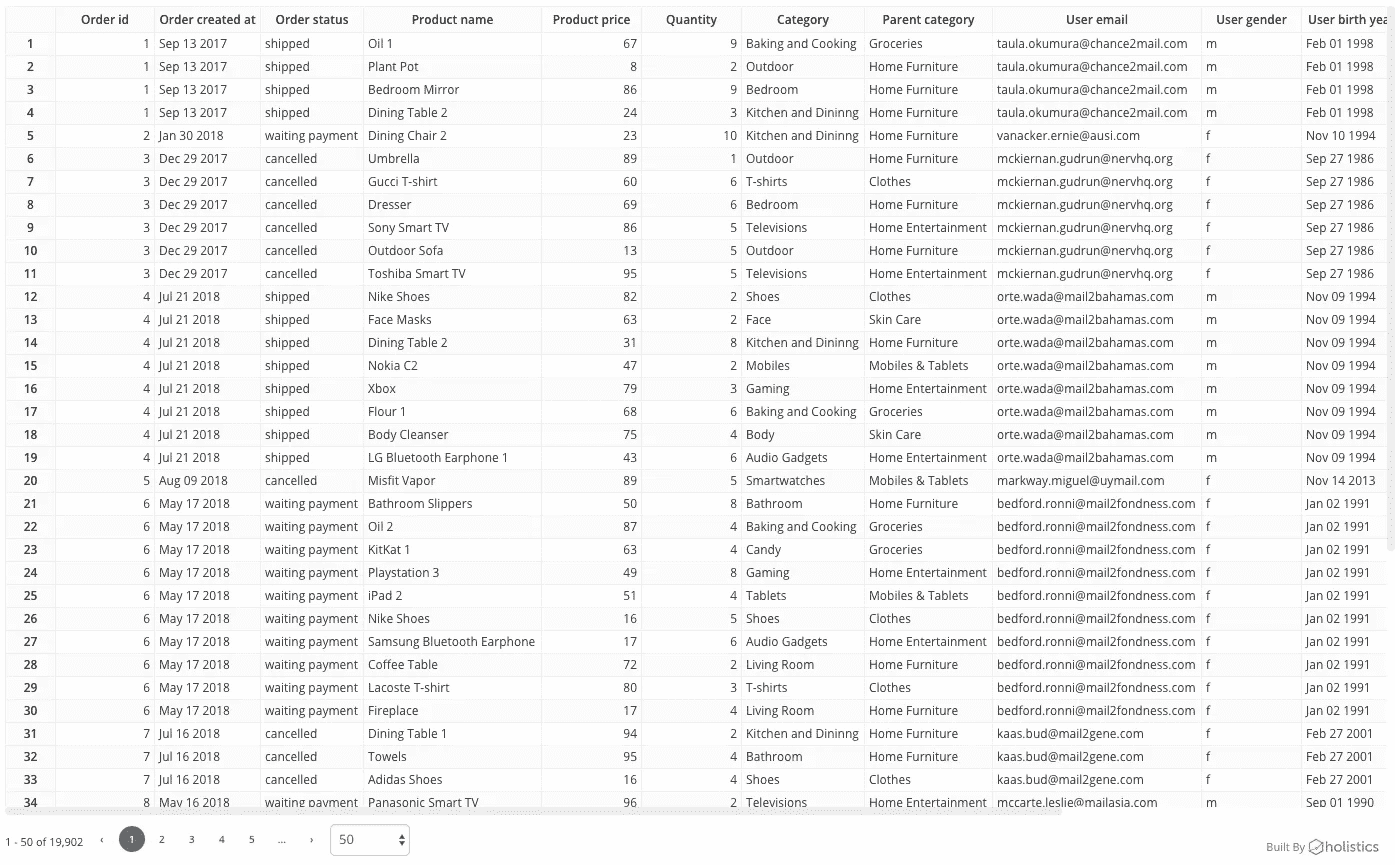 Order id Order created at Order status Product name Product price Quantity Category Parent category User email User gender User birth yea
1 1 Sep 13 2017 shipped Oil 1 67 9 Baking and Cooking Groceries taula.okumura@chance2mail.com m Feb 01 1998
2 1 Sep 13 2017 shipped Plant Pot 8 2 Outdoor Home Furniture taula.okumura@chance2mail.com m Feb 01 1998
3 1 Sep 13 2017 shipped Bedroom Mirror 86 9 Bedroom Home Furniture taula.okumura@chance2mail.com m Feb 01 1998
4 1 Sep 13 2017 shipped Dining Table 2 24 3 Kitchen and Dininng Home Furniture taula.okumura@chance2mail.com m Feb 01 1998
5 2 Jan 30 2018 waiting payment Dining Chair 2 23 10 Kitchen and Dininng Home Furniture vanacker.ernie@ausi.com f Nov 10 1994
6 3 Dec 29 2017 cancelled Umbrella 89 1 Outdoor Home Furniture mckiernan.gudrun@nervhq.org f Sep 27 1986
7 3 Dec 29 2017 cancelled Gucci T-shirt 60 6 T-shirts Clothes mckiernan.gudrun@nervhq.org f Sep 27 1986
8 3 Dec 29 2017 cancelled Dresser 69 6 Bedroom Home Furniture mckiernan.gudrun@nervhq.org f Sep 27 1986
9 3 Dec 29 2017 cancelled Sony Smart TV 86 5 Televisions Home Entertainment mckiernan.gudrun@nervhq.org f Sep 27 1986
10 3 Dec 29 2017 cancelled Outdoor Sofa 13 5 Outdoor Home Furniture mckiernan.gudrun@nervhq.org f Sep 27 1986
11 3 Dec 29 2017 cancelled Toshiba Smart TV 95 5 Televisions Home Entertainment mckiernan.gudrun@nervhq.org f Sep 27 1986
12 4 Jul 21 2018 shipped Nike Shoes 82 2 Shoes Clothes orte.wada@mail2bahamas.com m Nov 09 1994
13 4 Jul 21 2018 shipped Face Masks 63 2 Face Skin Care orte.wada@mail2bahamas.com m Nov 09 1994
14 4 Jul 21 2018 shipped Dining Table 2 31 8 Kitchen and Dininng Home Furniture orte.wada@mail2bahamas.com m Nov 09 1994
15 4 Jul 21 2018 shipped Nokia C2 47 2 Mobiles Mobiles & Tablets orte.wada@mail2bahamas.com m Nov 09 1994
16 4 Jul 21 2018 shipped Xbox 79 3 Gaming Home Entertainment orte.wada@mail2bahamas.com m Nov 09 1994
17 4 Jul 21 2018 shipped Flour 1 68 6 Baking and Cooking Groceries orte.wada@mail2bahamas.com m Nov 09 1994
18 4 Jul 21 2018 shipped Body Cleanser 75 4 Body Skin Care orte.wada@mail2bahamas.com m Nov 09 1994
19 4 Jul 21 2018 shipped LG Bluetooth Earphone 1 43 6 Audio Gadgets Home Entertainment orte.wada@mail2bahamas.com m Nov 09 1994
20 5 Aug 09 2018 cancelled Misfit Vapor 89 5 Smartwatches Mobiles & Tablets markway.miguel@uymail.com f Nov 14 2013
21 6 May 17 2018 waiting payment Bathroom Slippers 50 8 Bathroom Home Furniture bedford.ronni@mail2fondness.com f Jan 02 1991
22 6 May 17 2018 waiting payment Oil 2 87 4 Baking and Cooking Groceries bedford.ronni@mail2fondness.com f Jan 02 1991
23 6 May 17 2018 waiting payment KitKat 1 63 4 Candy Groceries bedford.ronni@mail2fondness.com f Jan 02 1991
24 6 May 17 2018 waiting payment Playstation 3 49 8 Gaming Home Entertainment bedford.ronni@mail2fondness.com f Jan 02 1991
25 6 May 17 2018 waiting payment iPad 2 51 4 Tablets Mobiles & Tablets bedford.ronni@mail2fondness.com f Jan 02 1991
26 6 May 17 2018 waiting payment Nike Shoes 16 5 Shoes Clothes bedford.ronni@mail2fondness.com f Jan 02 1991
27 6 May 17 2018 waiting payment Samsung Bluetooth Earphone 17 6 Audio Gadgets Home Entertainment bedford.ronni@mail2fondness.com f Jan 02 1991
28 6 May 17 2018 waiting payment Coffee Table 72 2 Living Room Home Furniture bedford.ronni@mail2fondness.com f Jan 02 1991
29 6 May 17 2018 waiting payment Lacoste T-shirt 80 3 T-shirts Clothes bedford.ronni@mail2fondness.com f Jan 02 1991
30 6 May 17 2018 waiting payment Fireplace 17 4 Living Room Home Furniture bedford.ronni@mail2fondness.com f Jan 02 1991
31 7 Jul 16 2018 cancelled Dining Table 1 94 2 Kitchen and Dininng Home Furniture kaas.bud@mail2gene.com f Feb 27 2001
32 7 Jul 16 2018 cancelled Towels 95 4 Bathroom Home Furniture kaas.bud@mail2gene.com f Feb 27 2001
33 7 Jul 16 2018 cancelled Adidas Shoes 16 4 Shoes Clothes kaas.bud@mail2gene.com f Feb 27 2001
34 8 May 16 2018 waiting payment Panasonic Smart TV 96 2 Televisions Home Entertainment mccarte.leslie@mailasia.com m Sep 01 1990
1 - 50 of 19,902 ‹ 1 2 3 4 5 ... › 50
Built By holistics